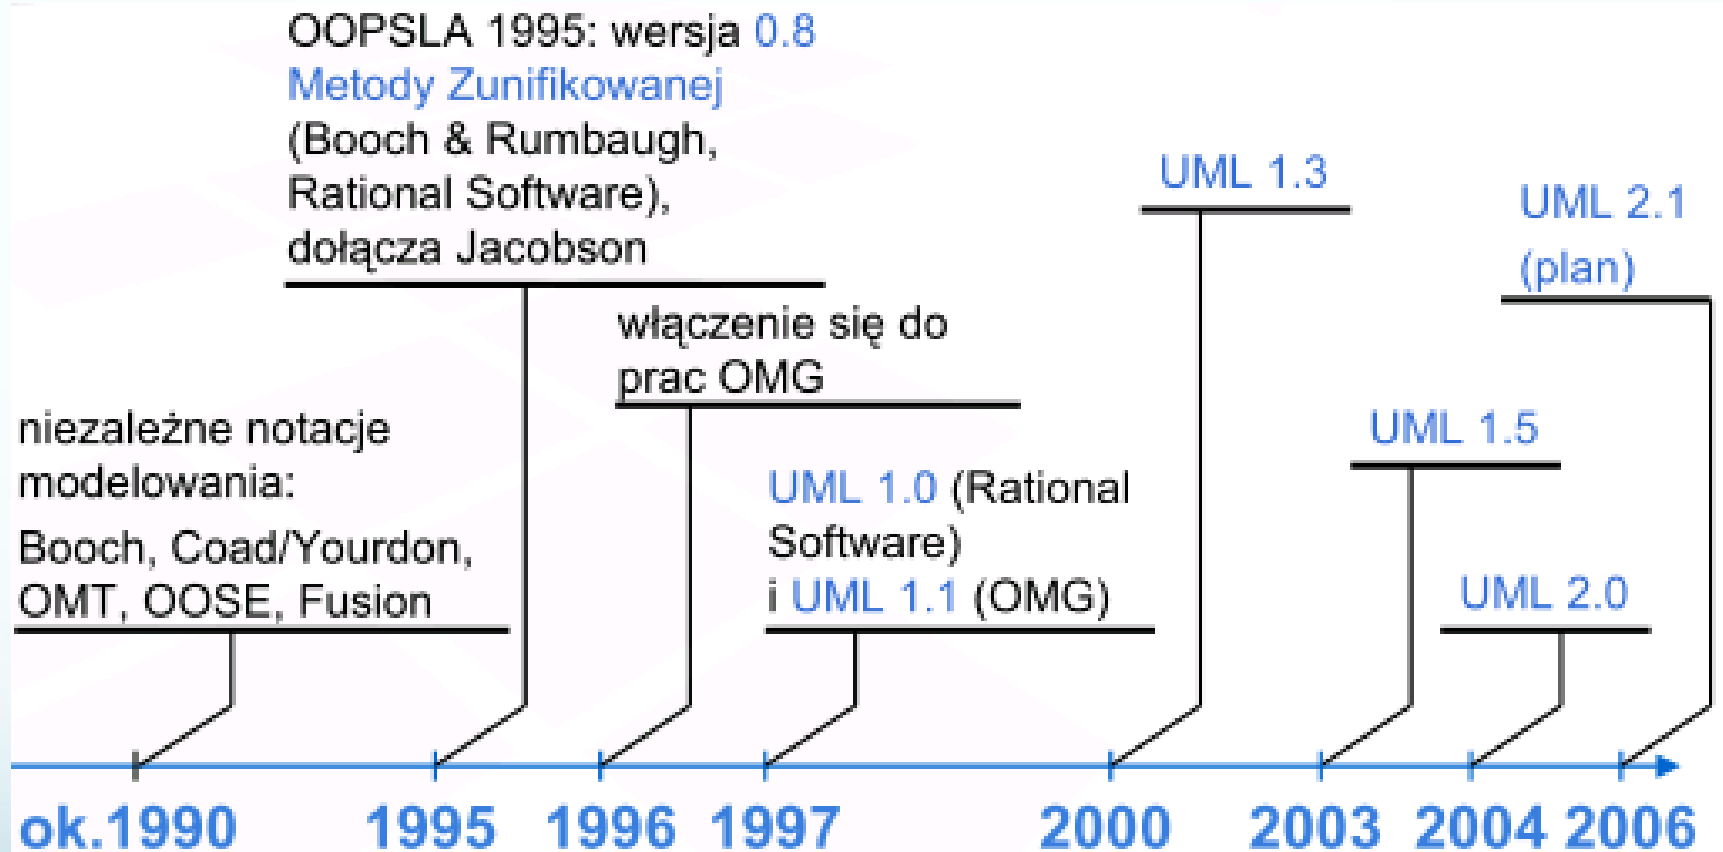 OOPSLA 1995: wersja 0.8
Metody Zunifikowanej
(Booch & Rumbaugh,
Rational Software),
dołącza Jacobson
włączenie się do
prac OMG
niezależne notacje
modelowania:
Booch, Coad/Yourdon,
OMT, OOSE, Fusion
UML 1.0 (Rational
Software)
i UML 1.1 (OMG)
UML 1.3
UML 1.5
UML 2.0
UML 2.1
(plan)
ok.1990 1995 1996 1997 2000 2003 2004 2006